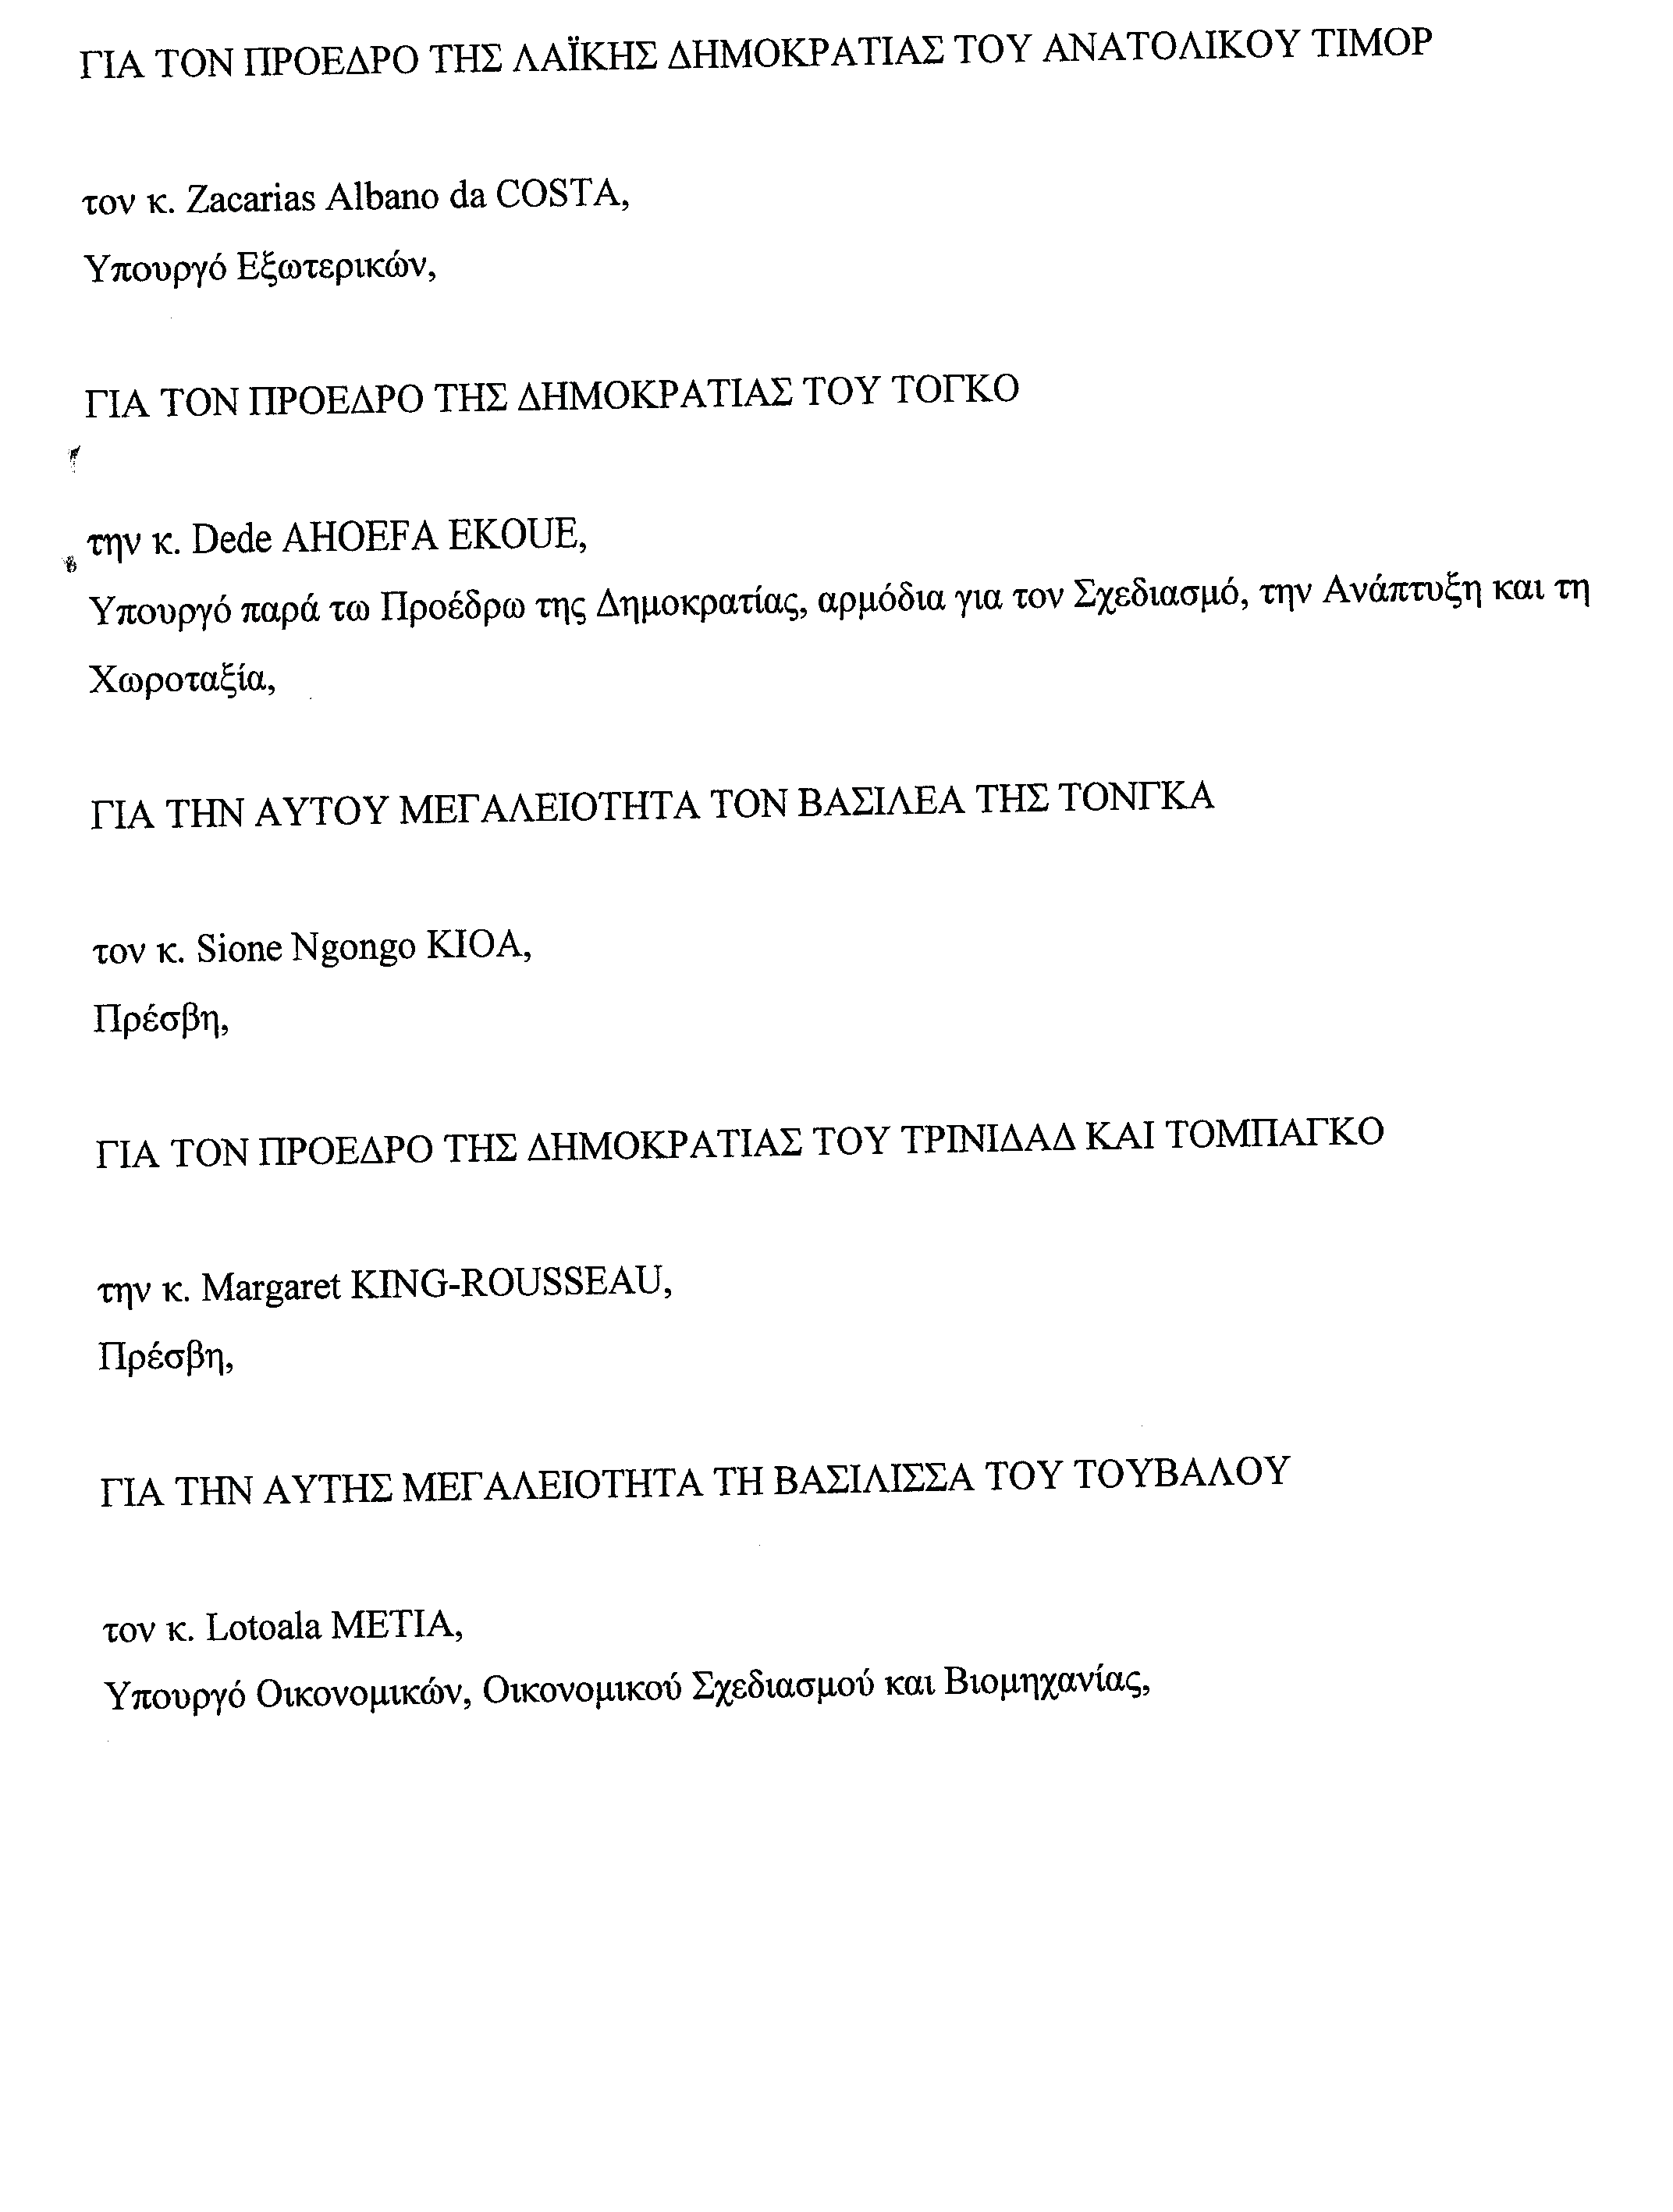 ΓΙΑ ΤΟΝ ΠΡΟΕΔΡΟ ΤΗΣ ΛΑΪΚΗΣ ΔΗΜΟΚΡΑΤΙΑΣ ΤΟΥ ΑΝΑΤΟΛΙΚΟΥ ΤΙΜΟΡ
τον κ. Zacarias Albano da COSTA,
Υπουργό Εξωτερικών,
ΓΙΑ ΤΟΝ ΠΡΟΕΔΡΟ ΤΗΣ ΔΗΜΟΚΡΑΤΙΑΣ ΤΟΥ ΤΟΓΚΟ
την κ. Dede AHOEFA EKOUE,
Υπουργό παρά τω Προέδρω της Δημοκρατίας, αρμόδια για τον Σχεδιασμό, την Ανάπτυξη και τη
Χωροταξία,
ΓΙΑ ΤΗΝ ΑΥΤΟΥ ΜΕΓΑΛΕΙΟΤΗΤΑ ΤΟΝ ΒΑΣΙΛΕΑ ΤΗΣ ΤΟΝΓΚΑ
τον κ. Sione Ngongo KIOA,
Πρέσβη,
ΓΙΑ ΤΟΝ ΠΡΟΕΔΡΟ ΤΗΣ ΔΗΜΟΚΡΑΤΙΑΣ ΤΟΥ ΤΡΙΝΙΔΑΔ ΚΑΙ ΤΟΜΠΑΓΚΟ
την κ. Margaret KING-ROUSSEAU,
Πρέσβη,
ΓΙΑ ΤΗΝ ΑΥΤΗΣ ΜΕΓΑΛΕΙΟΤΗΤΑ ΤΗ ΒΑΣΙΛΙΣΣΑ ΤΟΥ ΤΟΥΒΑΛΟΥ
τον κ. Lotoala METIA,
Υπουργό Οικονομικών, Οικονομικού Σχεδιασμού και Βιομηχανίας,